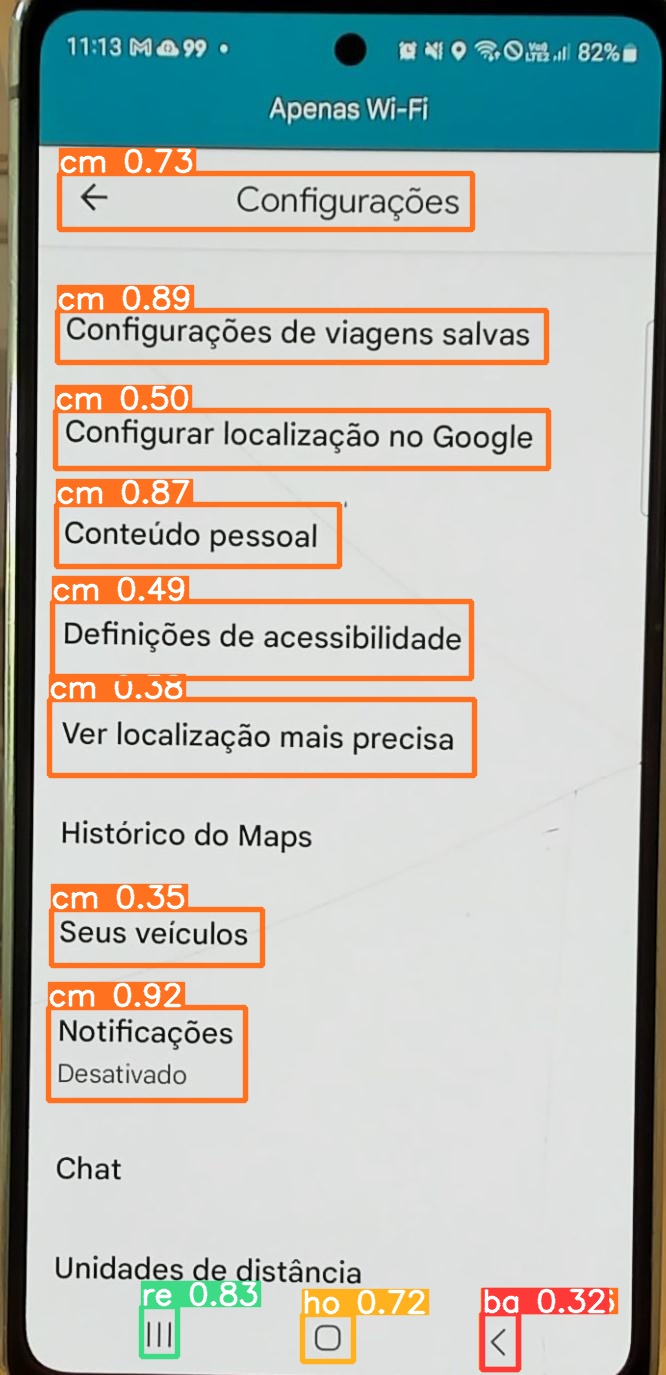 11:13 99 82%
Apenas Wi-Fi
cm 0.73
Configurações
cm 0.89
Configurações de viagens salvas
cm 0.50
Configurar localização no Google
cm 0.87
Conteúdo pessoal
cm 0.49
Definições de acessibilidade
cm 0.38
Ver localização mais precisa
Histórico do Maps
cm 0.35
Seus veículos
cm 0.92
Notificações
Desativado
Chat
Unidades de distância
re 0.83 ho 0.72 ba 0.32